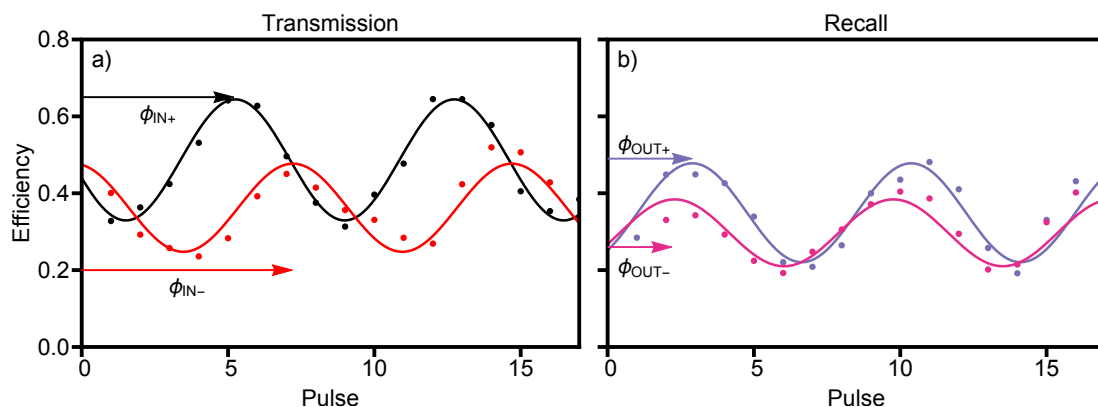 Transmission
Recall
a)
b)
Efficiency
0.8
0.6
0.4
0.2
0.0
ϕIN+
ϕIN−
ϕOUT+
ϕOUT−
0 5 10 15
0 5 10 15
Pulse
Pulse